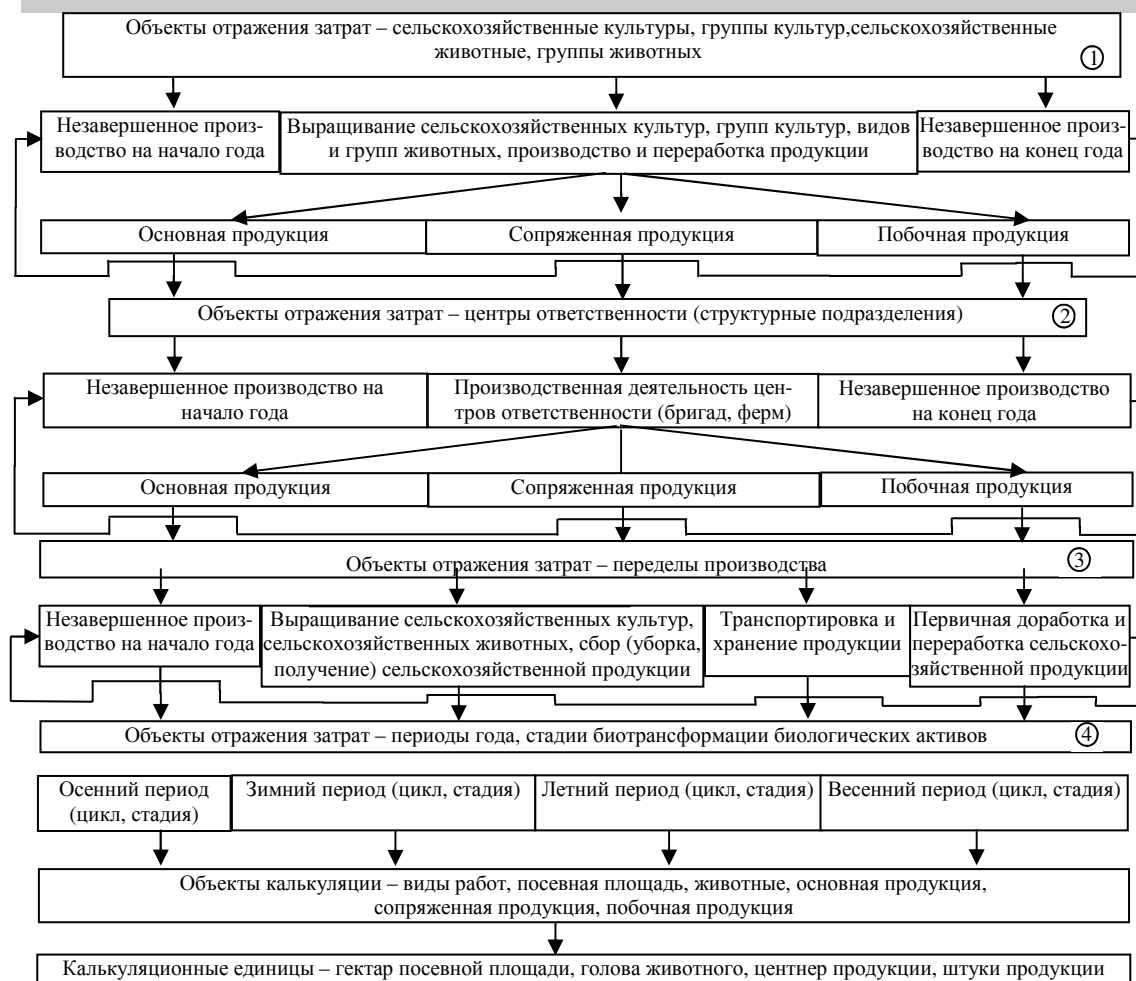 Объекты отражения затрат – сельскохозяйственные культуры, группы культур,сельскохозяйственные
животные, группы животных
1
Незавершенное произ-
водство на начало года
Выращивание сельскохозяйственных культур, групп культур, видов
и групп животных, производство и переработка продукции
Незавершенное произ-
водство на конец года
Основная продукция
Сопряженная продукция
Побочная продукция
Объекты отражения затрат – центры ответственности (структурные подразделения)
2
Незавершенное производство на
начало года
Производственная деятельность цен-
тров ответственности (бригад, ферм)
Незавершенное производство
на конец года
Основная продукция
Сопряженная продукция
Побочная продукция
Объекты отражения затрат – переделы производства
3
Незавершенное произ-
водство на начало года
Выращивание сельскохозяйственных культур,
сельскохозяйственных животных, сбор (уборка,
получение) сельскохозяйственной продукции
Транспортировка и
хранение продукции
Первичная доработка и
переработка сельскохо-
зяйственной продукции
Объекты отражения затрат – периоды года, стадии биотрансформации биологических активов
4
Осенний период
(цикл, стадия)
Зимний период (цикл, стадия)
Летний период (цикл, стадия)
Весенний период (цикл, стадия)
Объекты калькуляции – виды работ, посевная площадь, животные, основная продукция,
сопряженная продукция, побочная продукция
Калькуляционные единицы – гектар посевной площади, голова животного, центнер продукции, штуки продукции